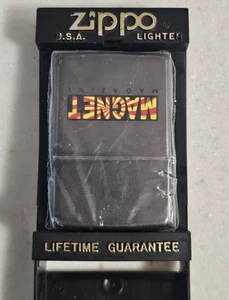 zippo
U.S.A. LIGHTER
MAGNET
MAGAZINE
LIFETIME GUARANTEE